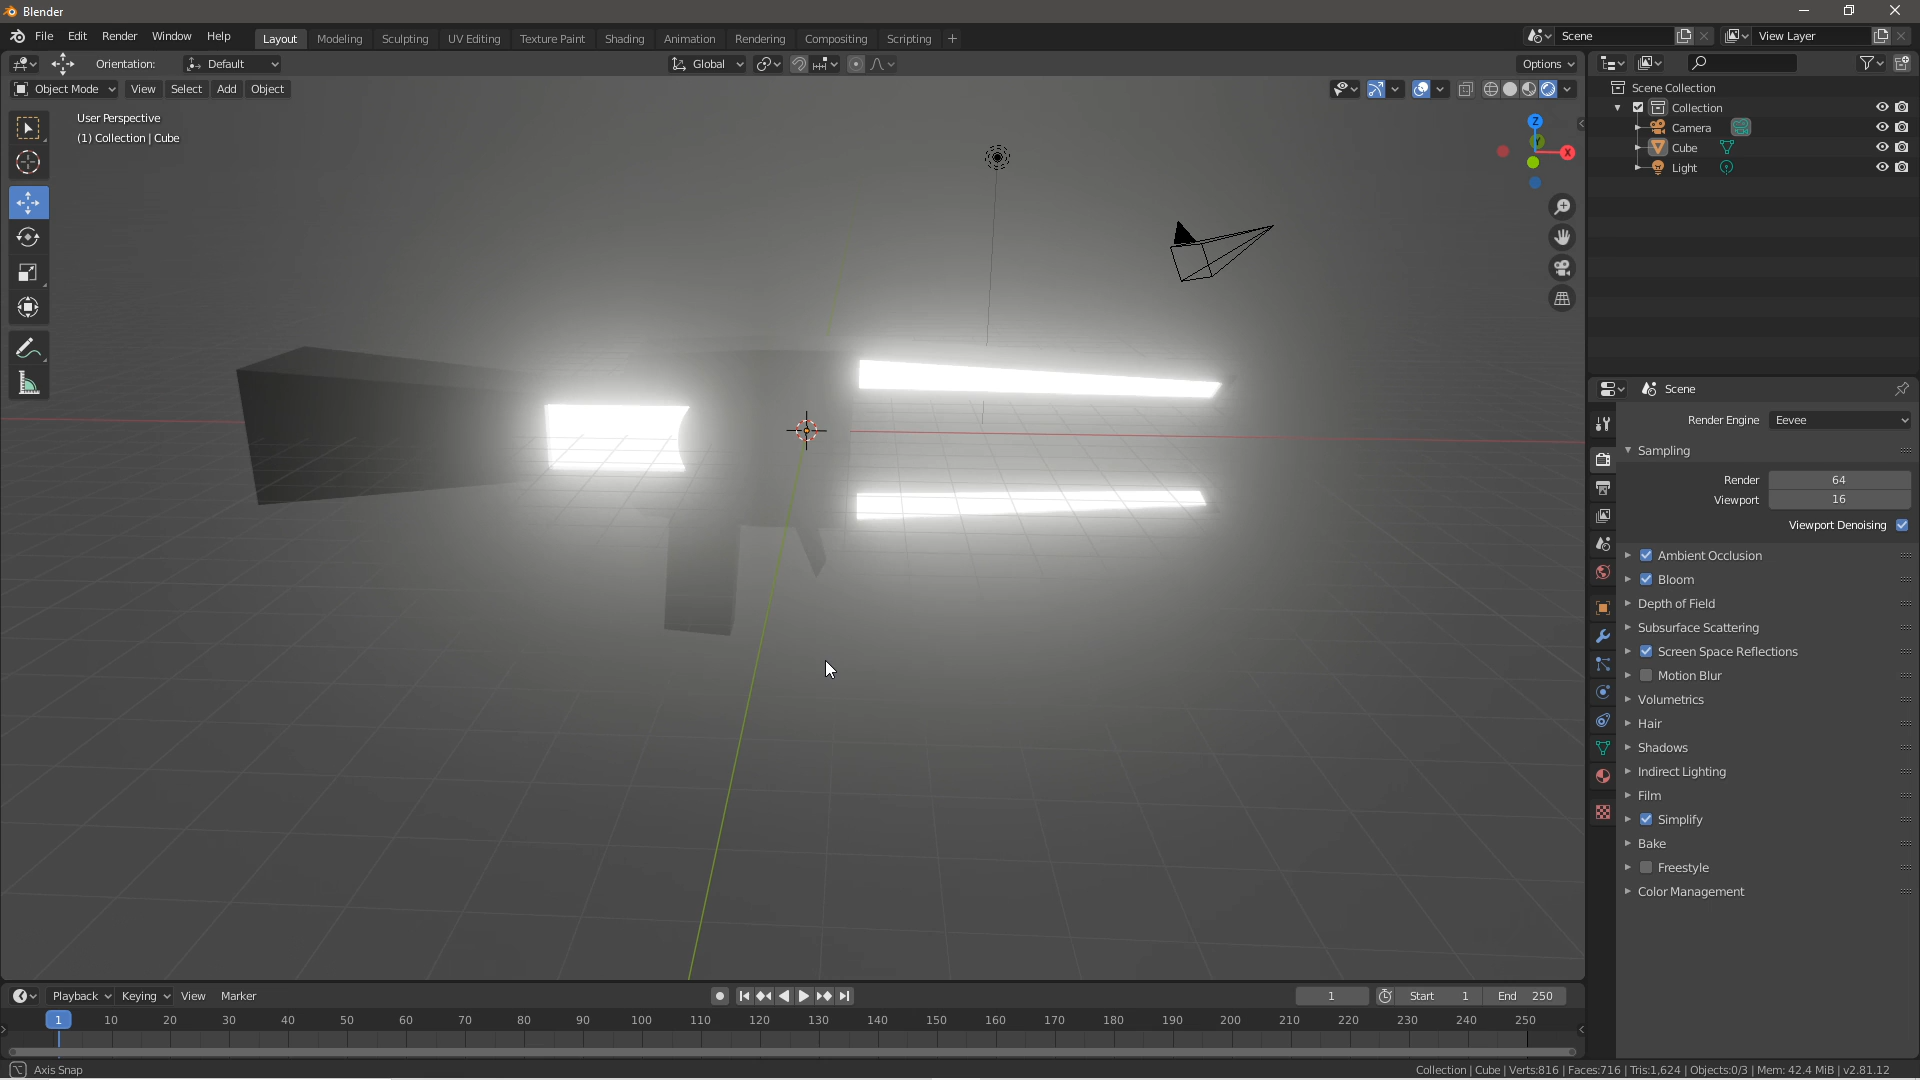 Blender
File Edit Render Window Help Layout Modeling Sculpting UV Editing Texture Paint Shading Animation Rendering Compositing Scripting + Scene View Layer
Orientation: Default Global Options
Object Mode View Select Add Object
User Perspective
(1) Collection | Cube
Z
Y
X
Scene Collection
Collection
Camera
Cube
Light
Scene
Render Engine Eevee
Sampling
Render 64
Viewport 16
Viewport Denoising
Ambient Occlusion
Bloom
Depth of Field
Subsurface Scattering
Screen Space Reflections
Motion Blur
Volumetrics
Hair
Shadows
Indirect Lighting
Film
Simplify
Bake
Freestyle
Color Management
Playback Keying View Marker 1 Start 1 End 250
1 10 20 30 40 50 60 70 80 90 100 110 120 130 140 150 160 170 180 190 200 210 220 230 240 250
Axis Snap Collection | Cube | Verts:816 | Faces:716 | Tris:1,624 | Objects:0/3 | Mem: 42.4 MiB | v2.81.12